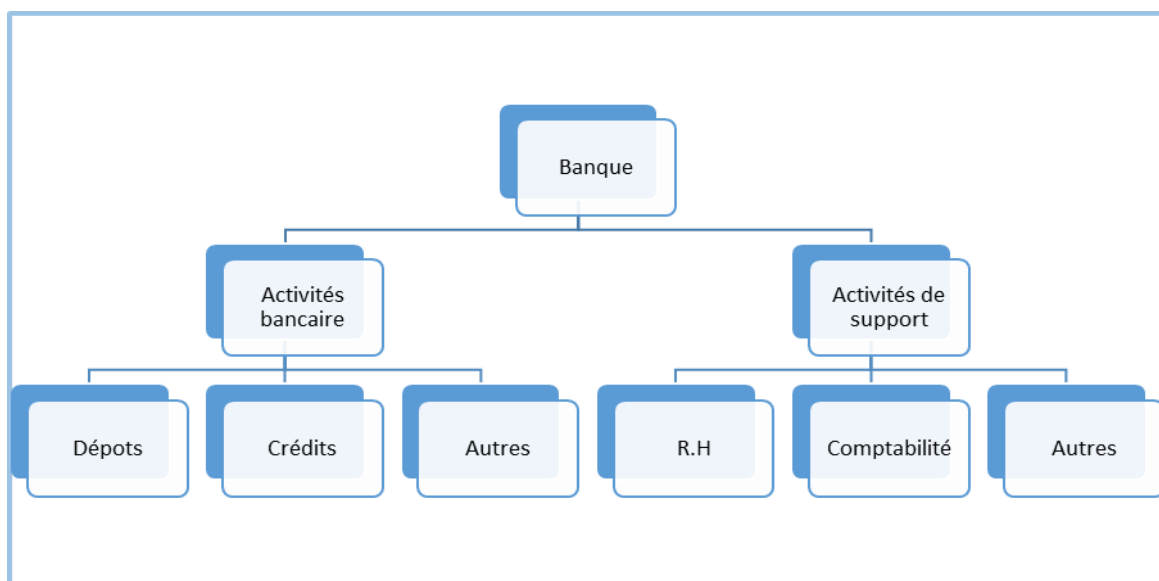 Banque
Activités
bancaire
Activités de
support
Dépots
Crédits
Autres
R.H
Comptabilité
Autres